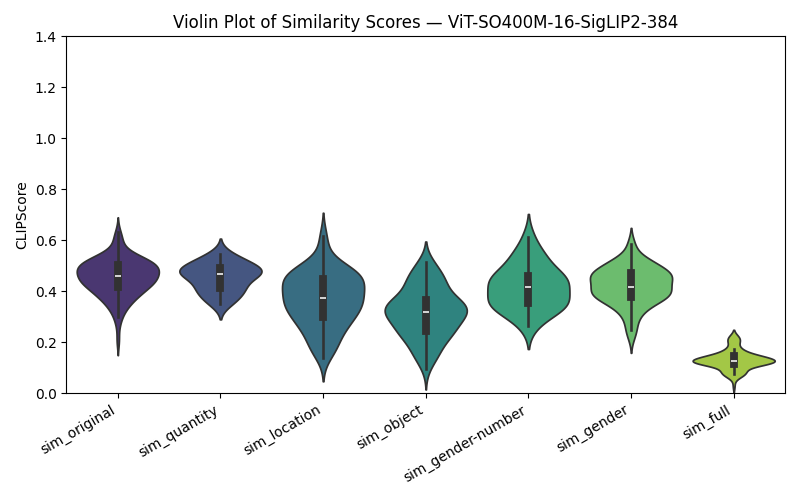 Violin Plot of Similarity Scores — ViT-SO400M-16-SigLIP2-384
1.4
1.2
1.0
0.8
0.6
0.4
0.2
0.0
CLIPScore
sim_original
sim_quantity
sim_location
sim_object
sim_gender-number
sim_gender
sim_full